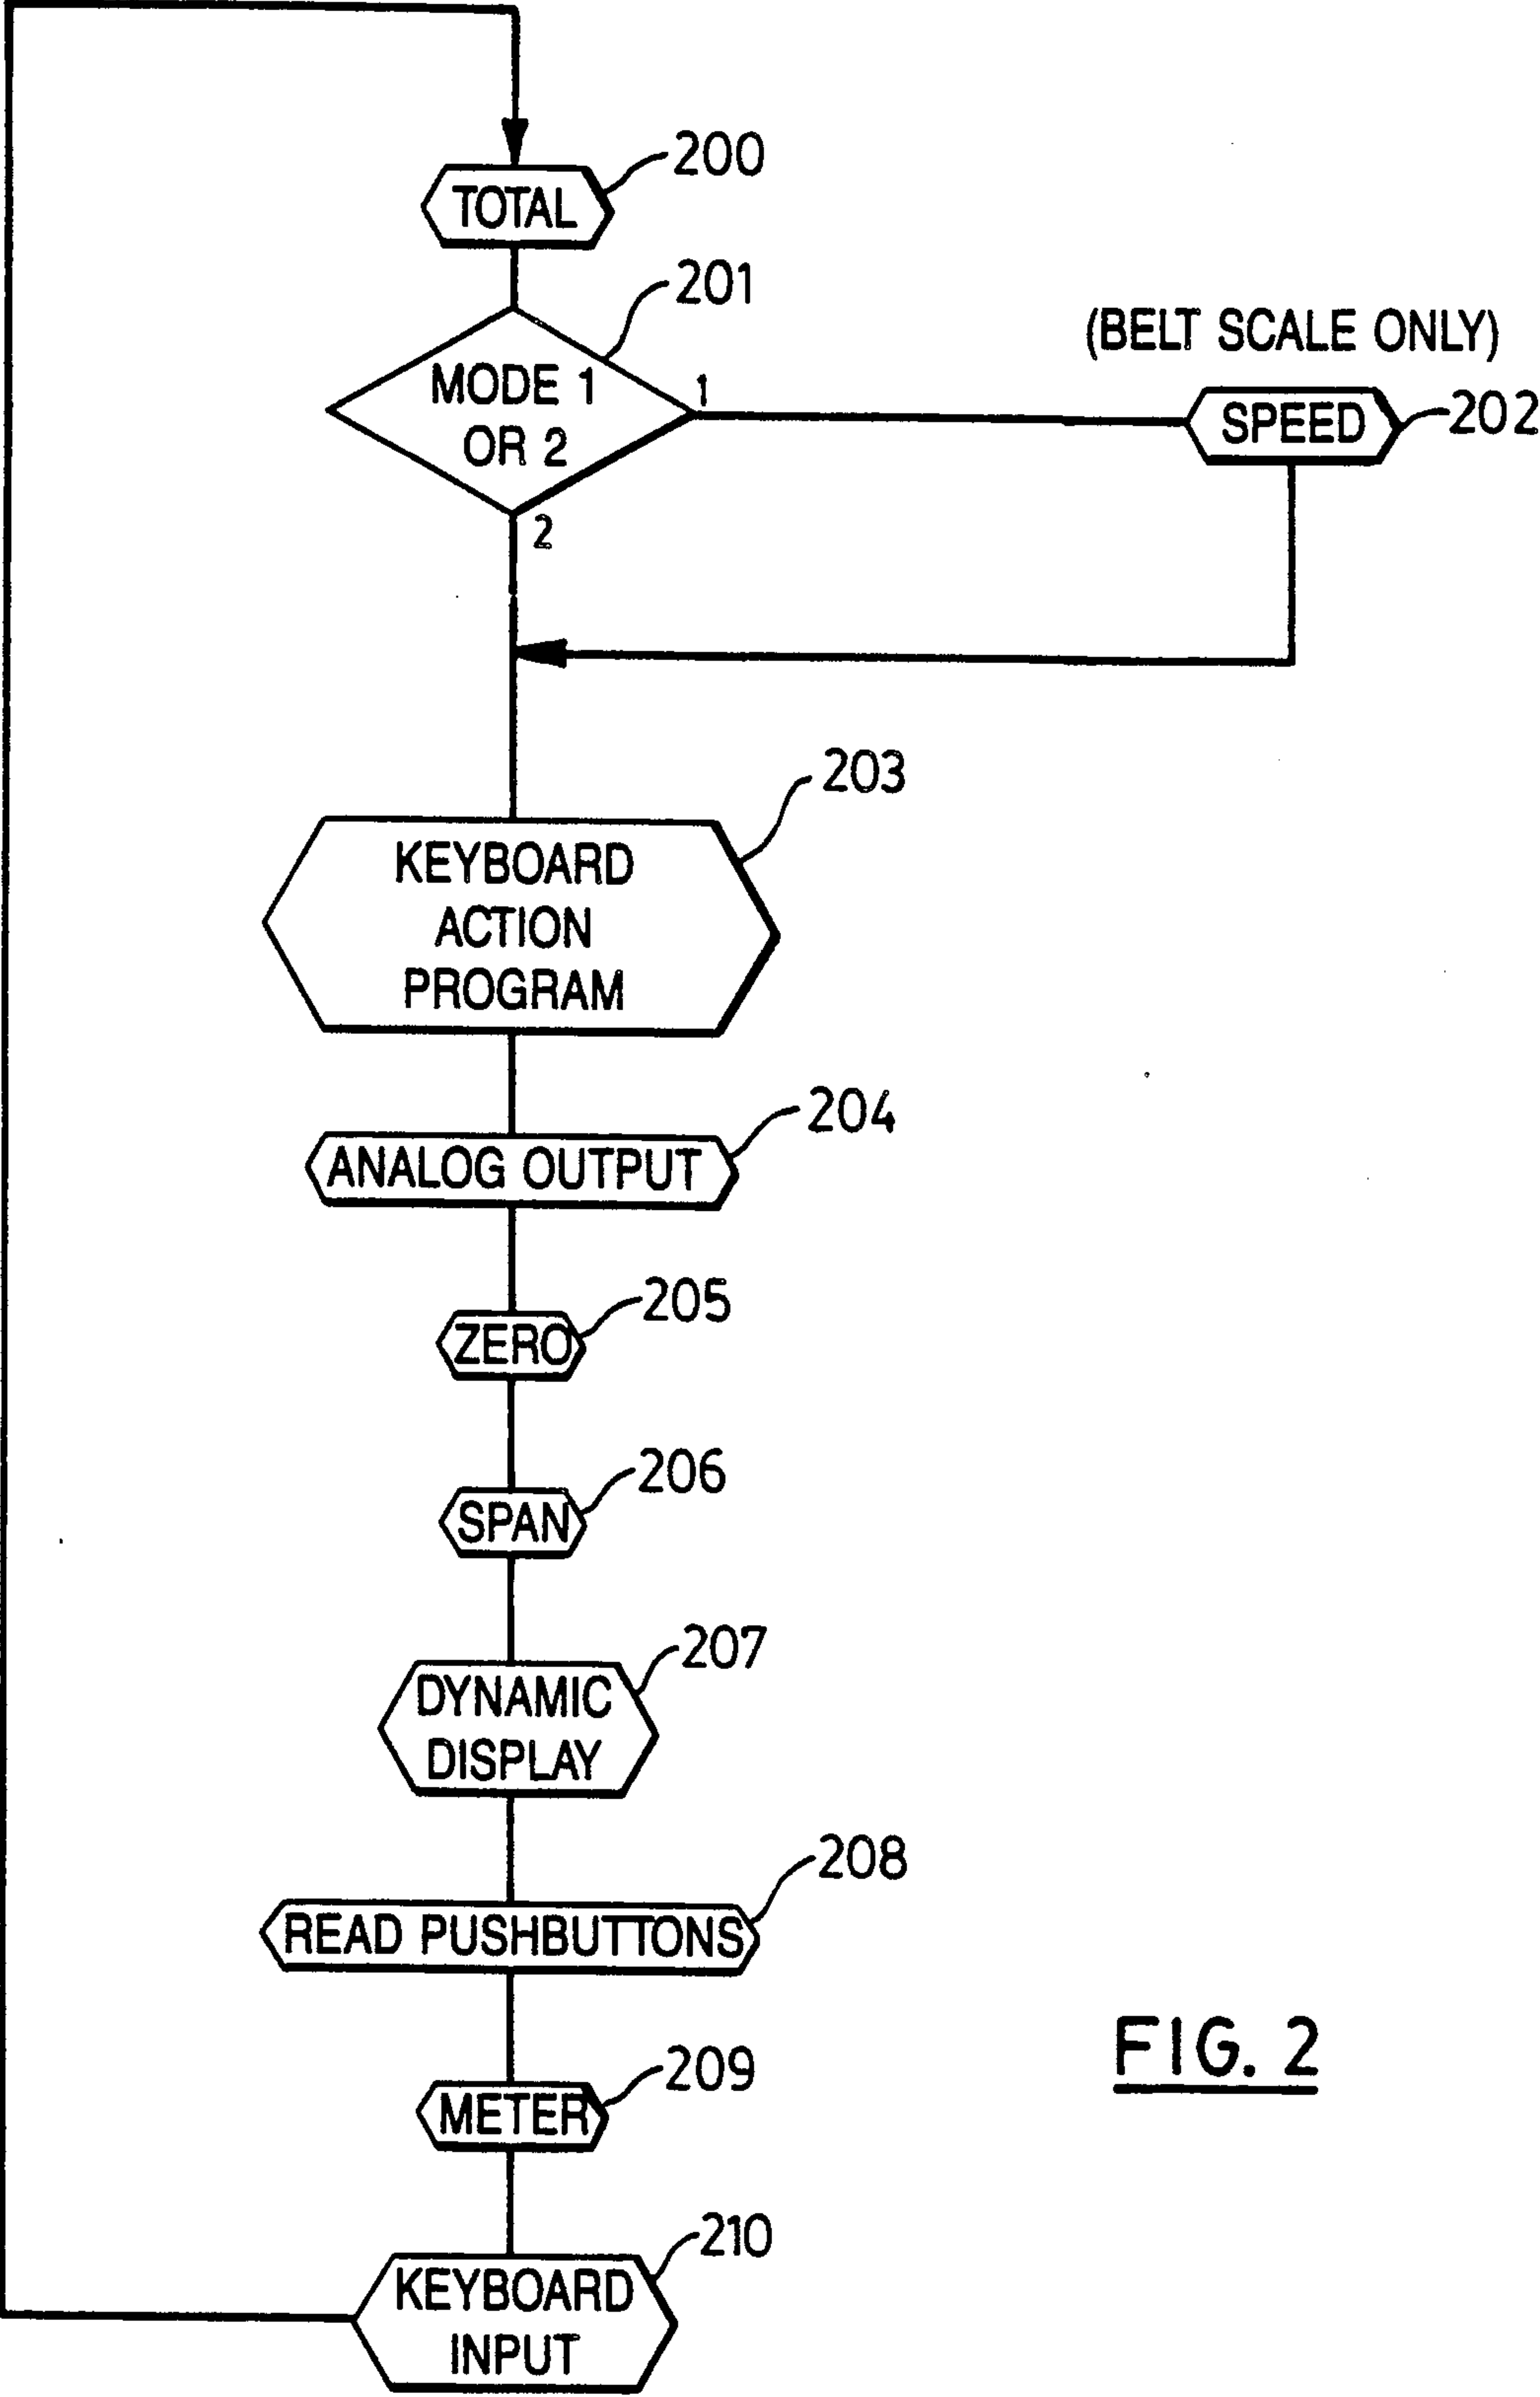 200
TOTAL
201
(BELT SCALE ONLY)
MODE 1
OR 2
1
SPEED
202
2
203
KEYBOARD
ACTION
PROGRAM
204
ANALOG OUTPUT
205
ZERO
206
SPAN
207
DYNAMIC
DISPLAY
208
READ PUSHBUTTONS
FIG. 2
209
METER
210
KEYBOARD
INPUT